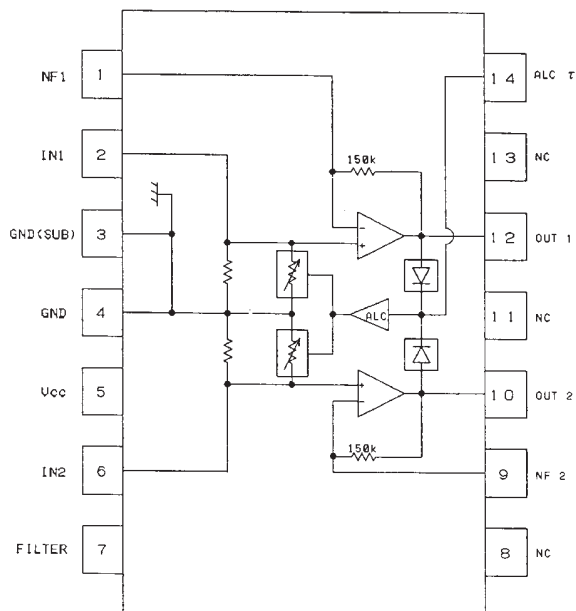 NF1 1
IN1 2
GND(SUB) 3
GND 4
Vcc 5
IN2 6
FILTER 7
150k
ALC
150k
14 ALC τ
13 NC
12 OUT 1
11 NC
10 OUT 2
9 NF 2
8 NC